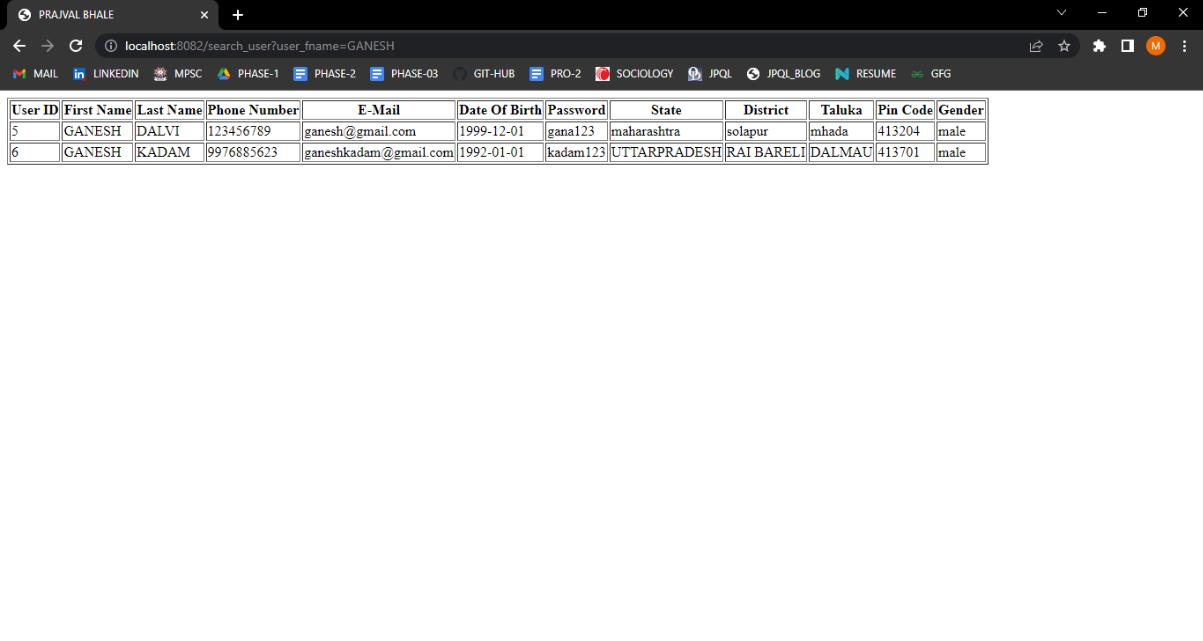 PRAJVAL BHALE
localhost:8082/search_user?user_fname=GANESH M
MAIL LINKEDIN MPSC PHASE-1 PHASE-2 PHASE-03 GIT-HUB PRO-2 SOCIOLOGY JPQL JPQL_BLOG RESUME GFG
User ID First Name Last Name Phone Number E-Mail Date Of Birth Password State District Taluka Pin Code Gender
5 GANESH DALVI 123456789 ganesh@gmail.com 1999-12-01 gana123 maharashtra solapur mhada 413204 male
6 GANESH KADAM 9976885623 ganeshkadam@gmail.com 1992-01-01 kadam123 UTTARPRADESH RAI BARELI DALMAU 413701 male